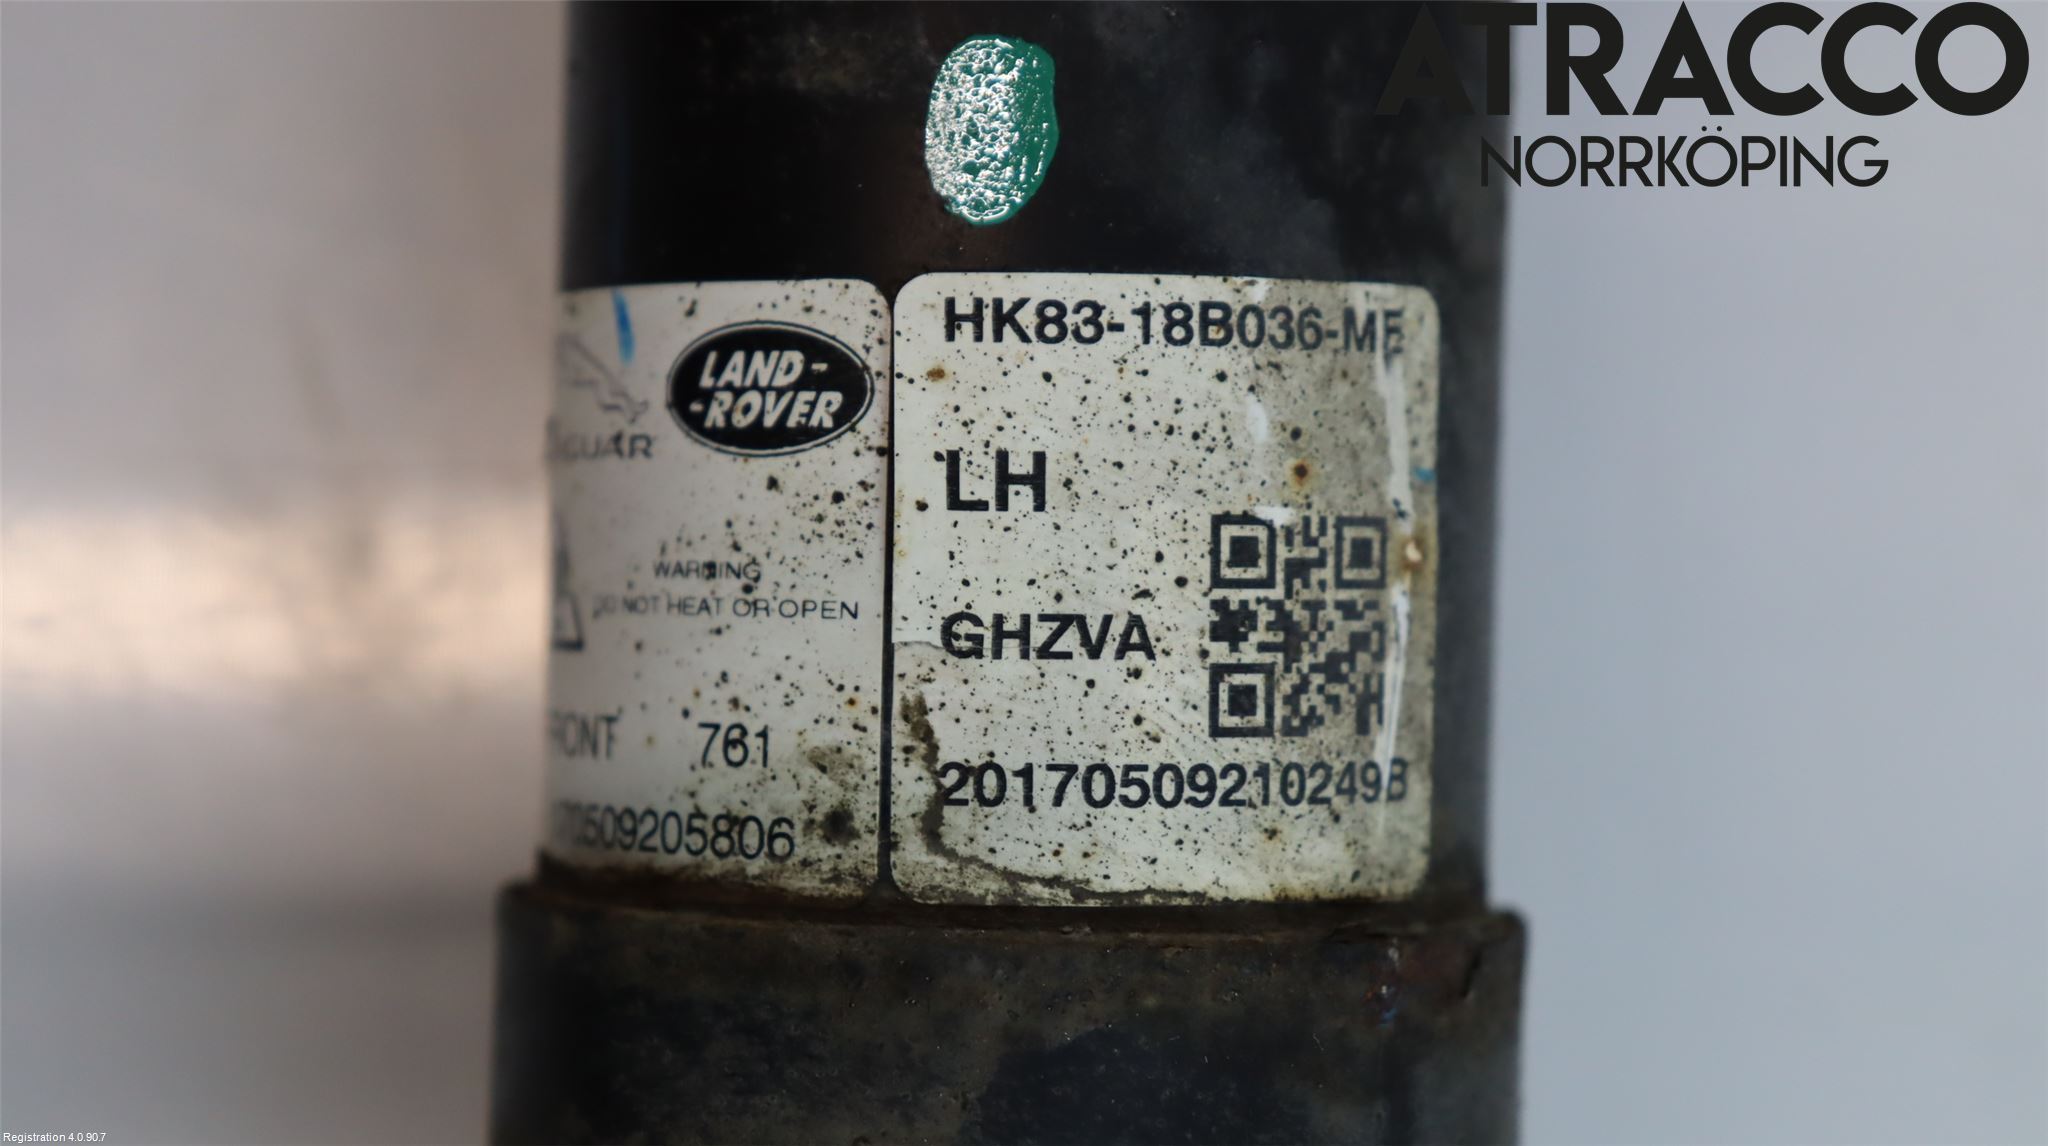 ATRACCO
NORRKÖPING
LAND-
-ROVER
WARNING
DO NOT HEAT OR OPEN
761
HK83-18B036-ME
LH
GHZVA
20170509210249B
Registration 4.0.90.7